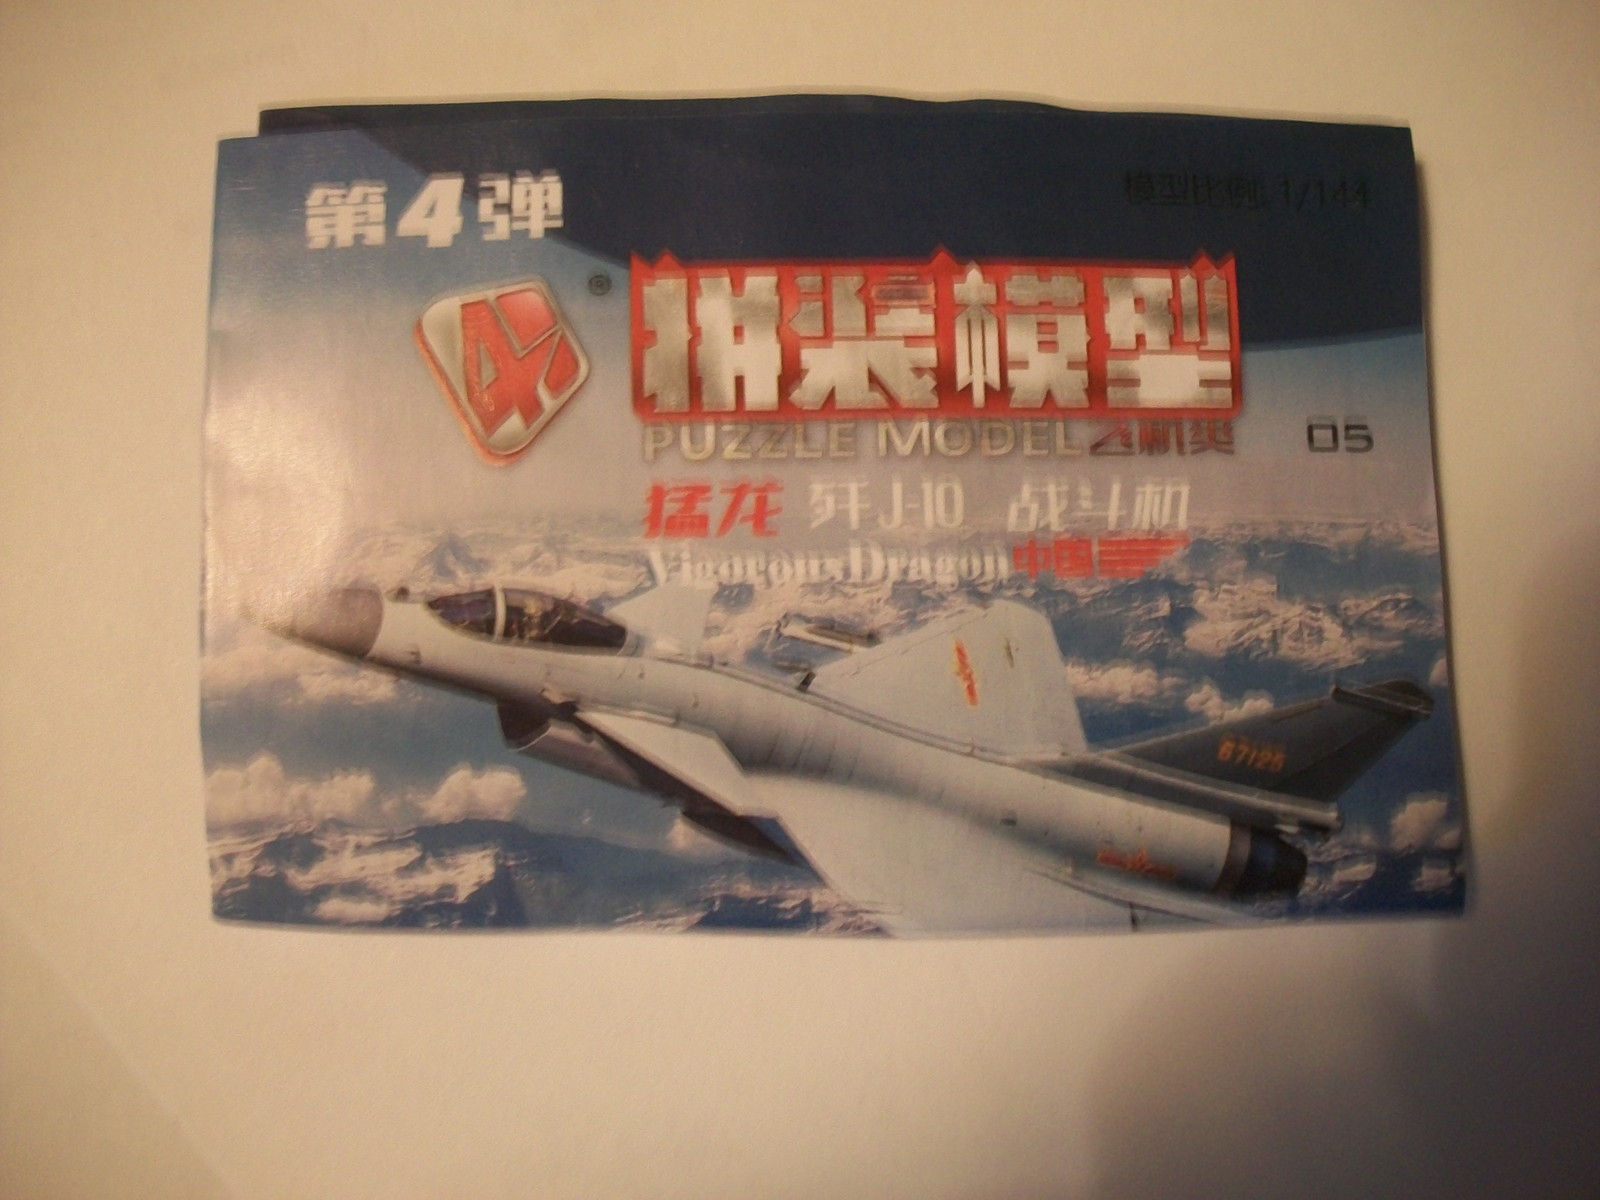 第4弹
模型比例: 1/144
4
®
拼装模型
PUZZLE MODEL 飞机类
05
猛龙 歼J-10 战斗机
Vigorous Dragon 中国
67125